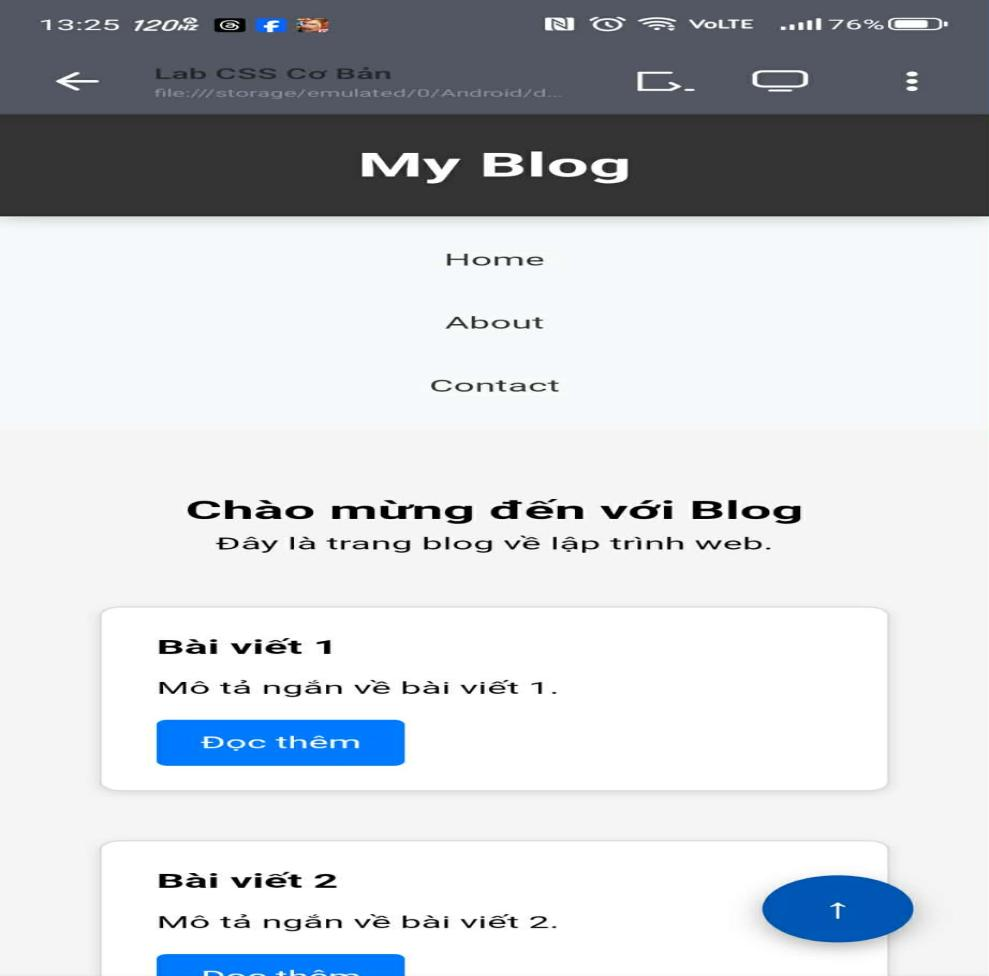 13:25 120HZ VoLTE 76%
Lab CSS Cơ Bản
file:///storage/emulated/0/Android/d...
My Blog
Home
About
Contact
Chào mừng đến với Blog
Đây là trang blog về lập trình web.
Bài viết 1
Mô tả ngắn về bài viết 1.
Đọc thêm
Bài viết 2
Mô tả ngắn về bài viết 2.
↑
Đọc thêm